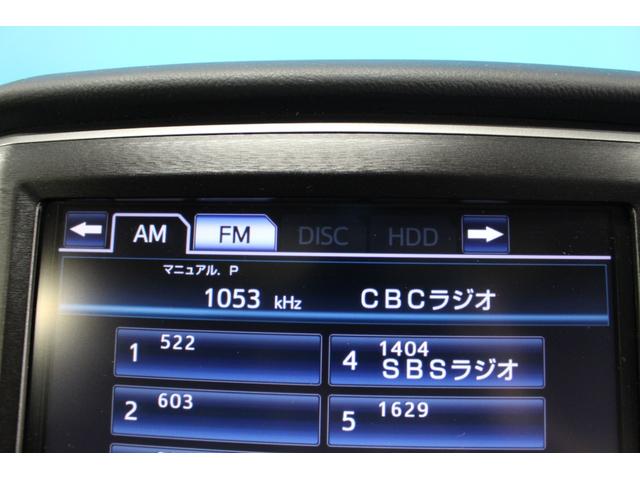 AM FM DISC HDD
マニュアル. P
1053 kHz CBCラジオ
1 522
4 1404
SBSラジオ
2 603
5 1629